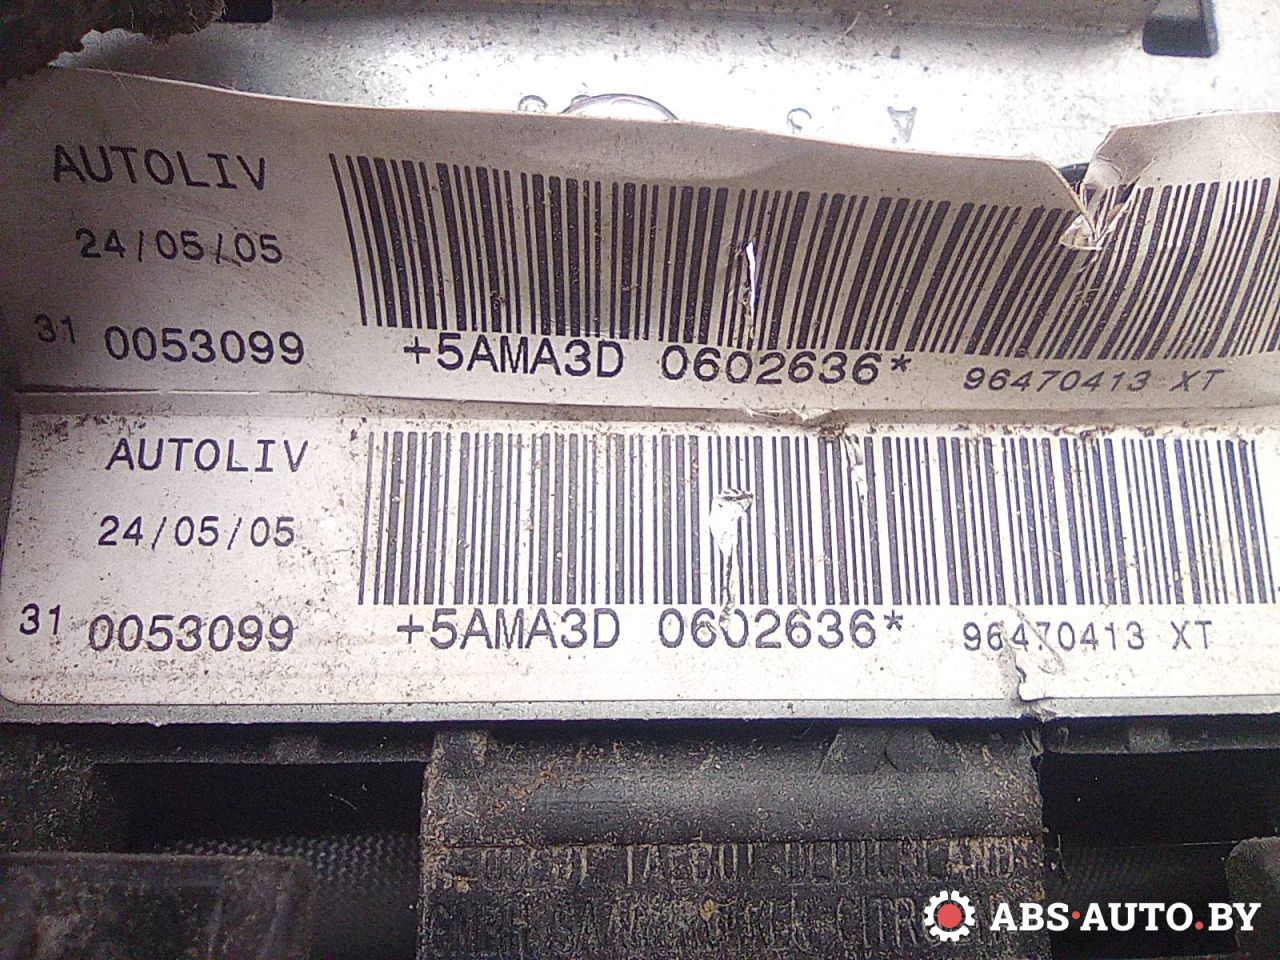 A
AUTOLIV
24/05/05
31 0053099 +5AMA3D 0602636* 96470413 XT
AUTOLIV
24/05/05
31 0053099 +5AMA3D 0602636* 96470413 XT
TALBOT
ABS·AUTO.BY